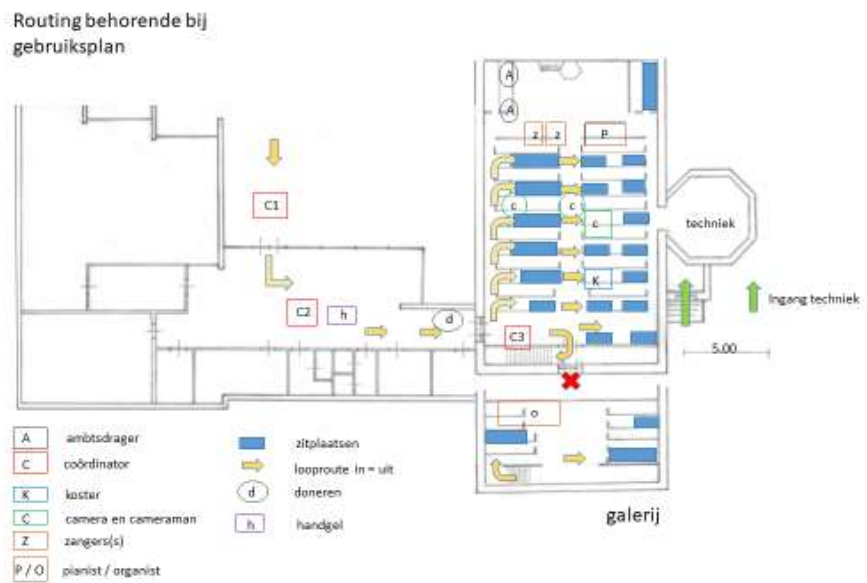 Routing behorende bij
gebruiksplan
A
A
z z P
C1
c c
c
techniek
K
Ingang techniek
C2 h d
C3
5.00
o
galerij
A ambtsdrager
C coördinator
K koster
C camera en cameraman
Z zangers(s)
P / O pianist / organist
zitplaatsen
looproute in = uit
d doneren
h handgel